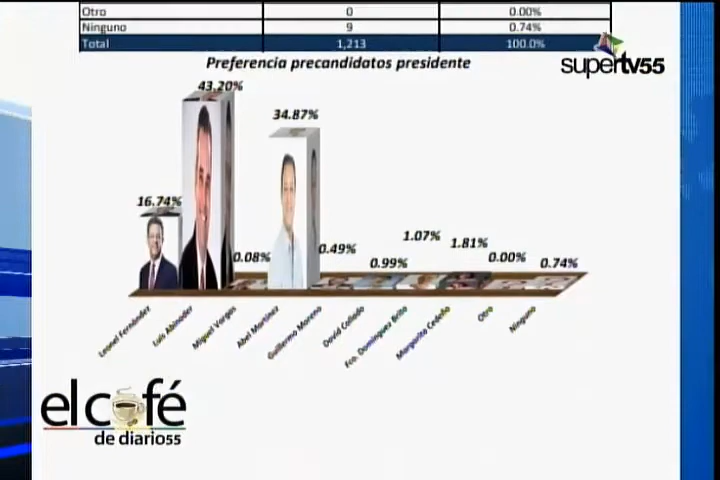 Otro 0 0.00%
Ninguno 9 0.74%
Total 1,213 100.0%
supertv55
Preferencia precandidatos presidente
43.20%
34.87%
16.74%
0.08%
0.49%
0.99%
1.07%
1.81%
0.00%
0.74%
Leonel Fernández
Luis Abinader
Miguel Vargas
Abel Martínez
Guillermo Moreno
David Collado
Fco. Domínguez Brito
Margarita Cedeño
Otro
Ninguno
el café
de diario55